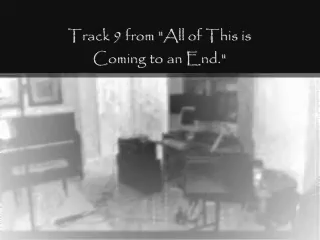 Track 9 from "All of This is
Coming to an End."